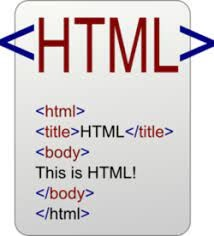 <HTML>
<html>
<title>HTML</title>
<body>
This is HTML!
</body>
</html>